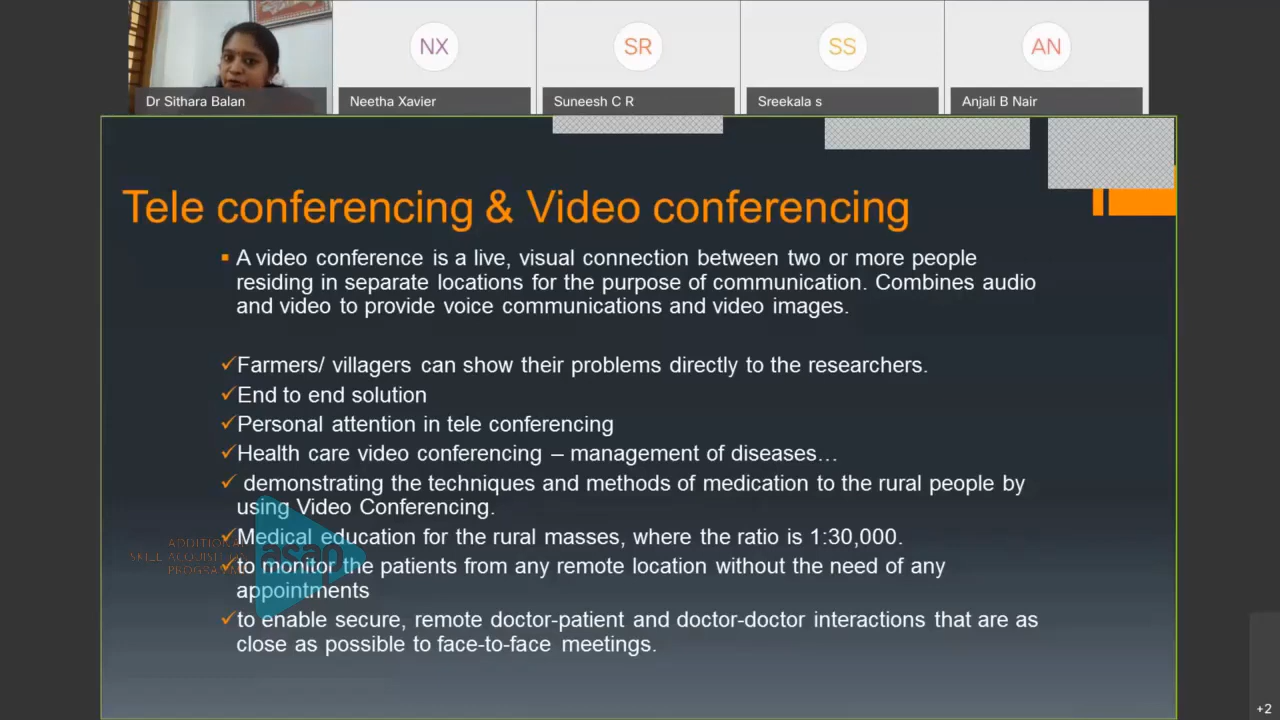 NX
SR
SS
AN
Dr Sithara Balan
Neetha Xavier
Suneesh C R
Sreekala s
Anjali B Nair
Tele conferencing & Video conferencing
A video conference is a live, visual connection between two or more people
residing in separate locations for the purpose of communication. Combines audio
and video to provide voice communications and video images.
Farmers/ villagers can show their problems directly to the researchers.
End to end solution
Personal attention in tele conferencing
Health care video conferencing – management of diseases…
demonstrating the techniques and methods of medication to the rural people by
using Video Conferencing.
Medical education for the rural masses, where the ratio is 1:30,000.
to monitor the patients from any remote location without the need of any
appointments
to enable secure, remote doctor-patient and doctor-doctor interactions that are as
close as possible to face-to-face meetings.
ADDITIONAL
SKILL ACQUISITION
PROGRAMME
asap
+2